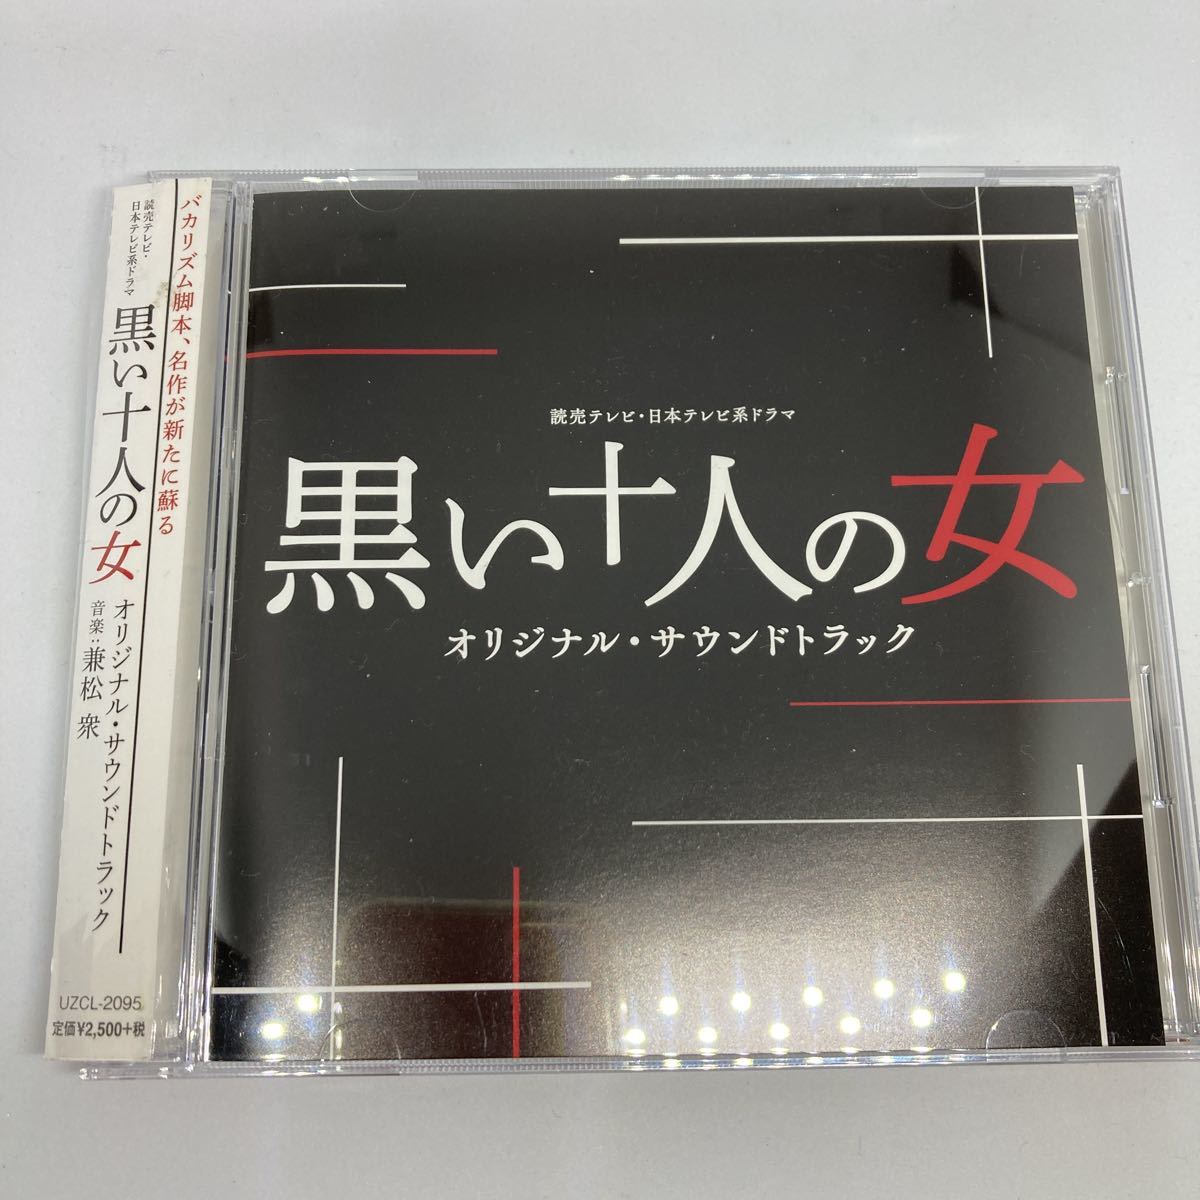 バカリズム脚本、名作が新たに蘇る
読売テレビ・
日本テレビ系ドラマ
黒い十人の女
オリジナル・サウンドトラック
音楽:兼松 衆
UZCL-2095
定価¥2,500+税
読売テレビ・日本テレビ系ドラマ
黒い十人の女
オリジナル・サウンドトラック